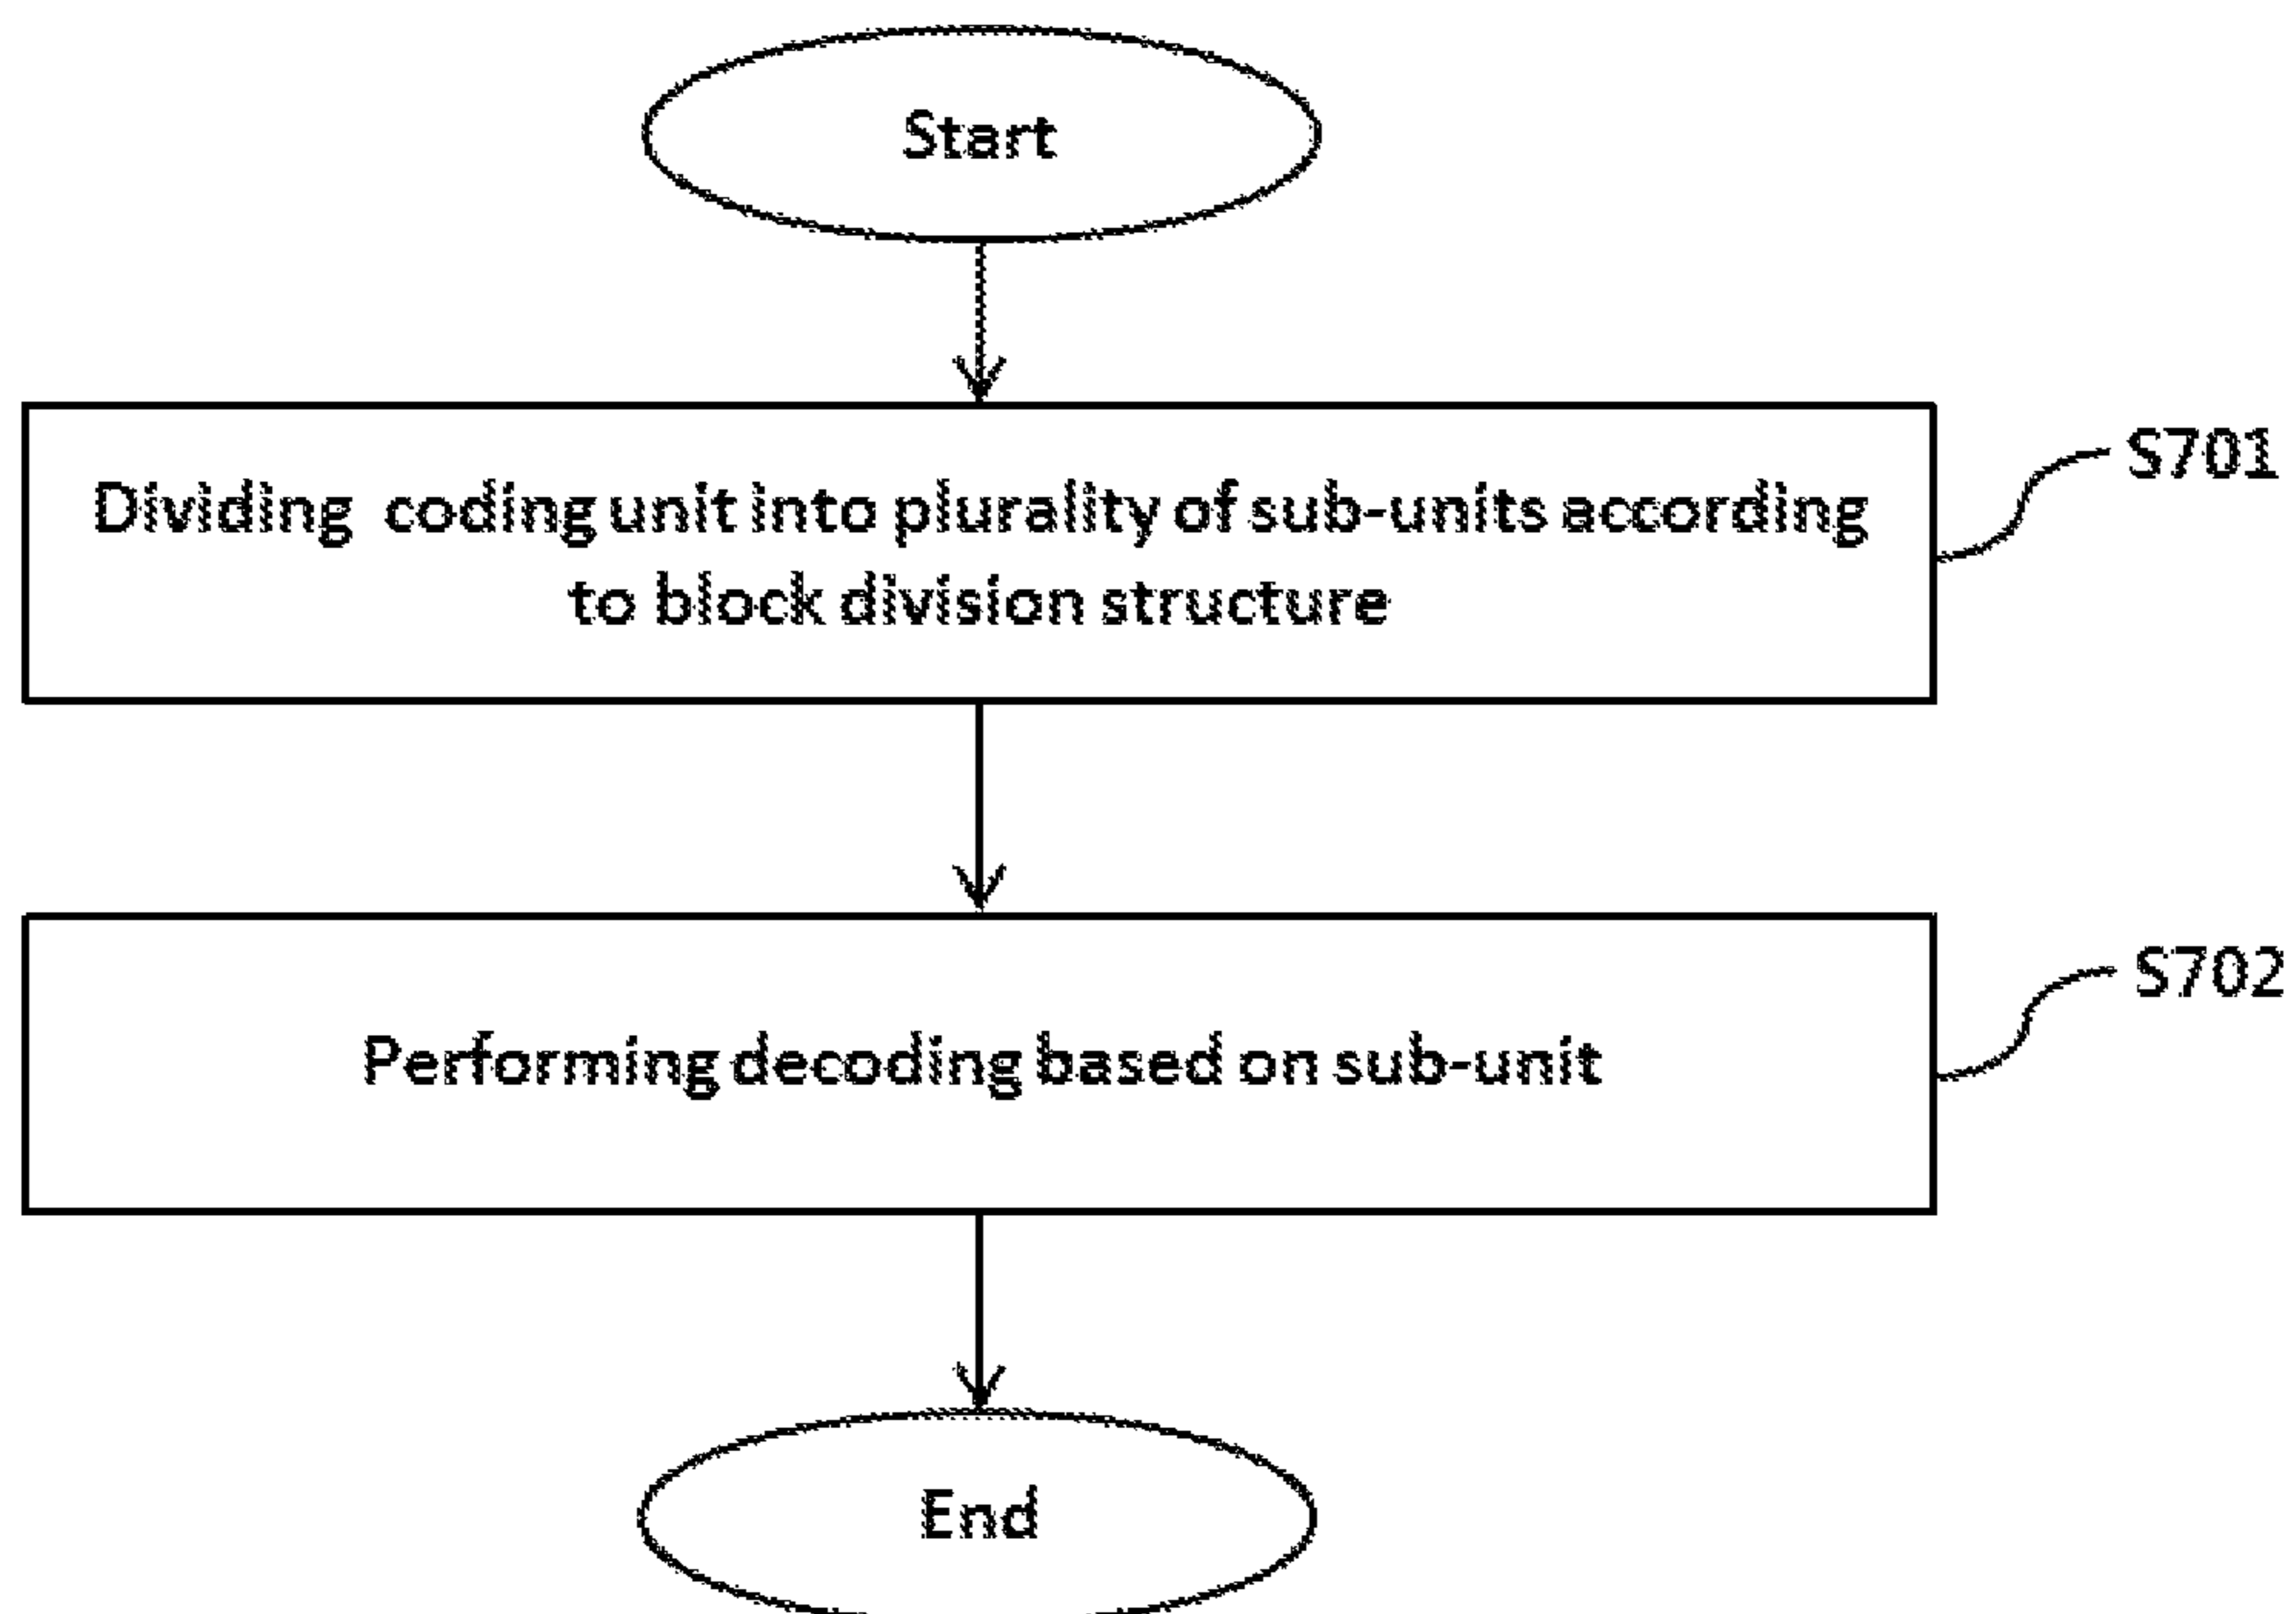 Start
S701
Dividing coding unit into plurality of sub-units according
to block division structure
S702
Performing decoding based on sub-unit
End